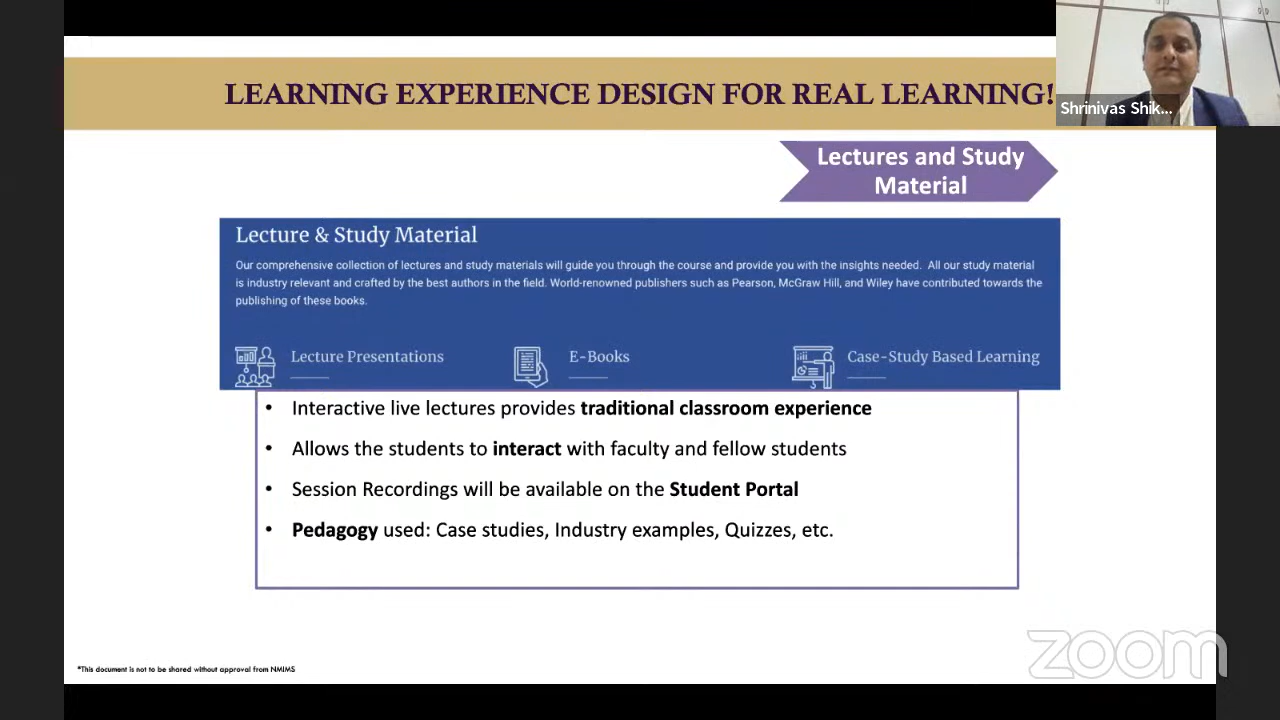 LEARNING EXPERIENCE DESIGN FOR REAL LEARNING!
Shrinivas Shik...
Lectures and Study
Material
Lecture & Study Material
Our comprehensive collection of lectures and study materials will guide you through the course and provide you with the insights needed. All our study material
is industry relevant and crafted by the best authors in the field. World-renowned publishers such as Pearson, McGraw Hill, and Wiley have contributed towards the
publishing of these books.
Lecture Presentations
E-Books
Case-Study Based Learning
• Interactive live lectures provides traditional classroom experience
• Allows the students to interact with faculty and fellow students
• Session Recordings will be available on the Student Portal
• Pedagogy used: Case studies, Industry examples, Quizzes, etc.
zoom
*This document is not to be shared without approval from NMIMS